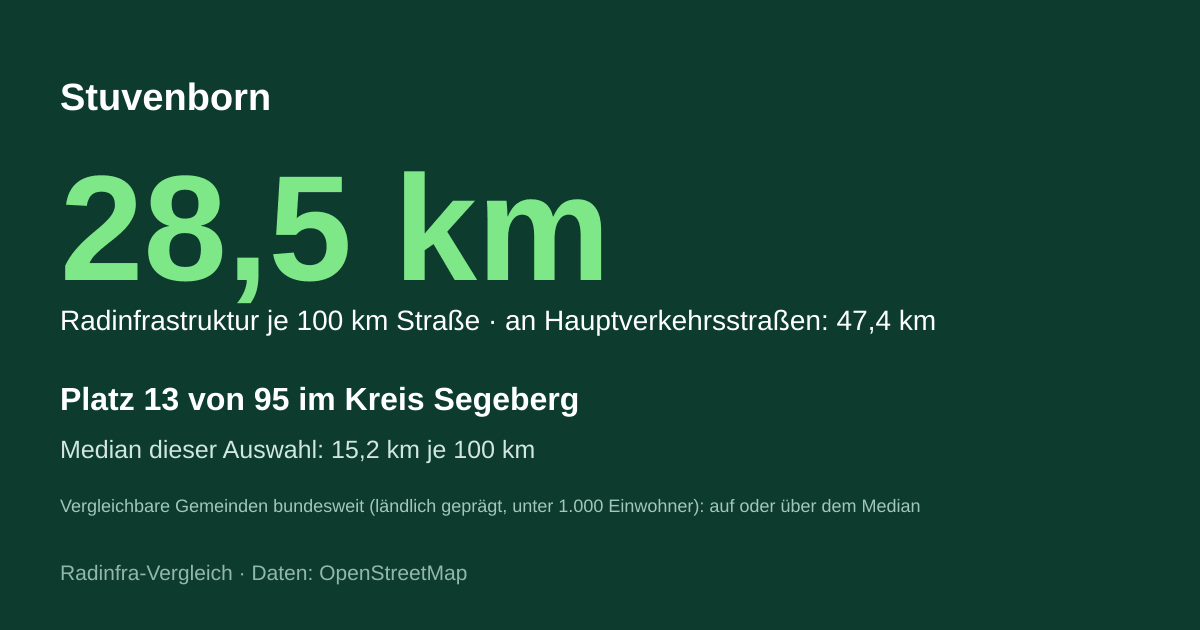 Stuvenborn
28,5 km
Radinfrastruktur je 100 km Straße · an Hauptverkehrsstraßen: 47,4 km
Platz 13 von 95 im Kreis Segeberg
Median dieser Auswahl: 15,2 km je 100 km
Vergleichbare Gemeinden bundesweit (ländlich geprägt, unter 1.000 Einwohner): auf oder über dem Median
Radinfra-Vergleich · Daten: OpenStreetMap